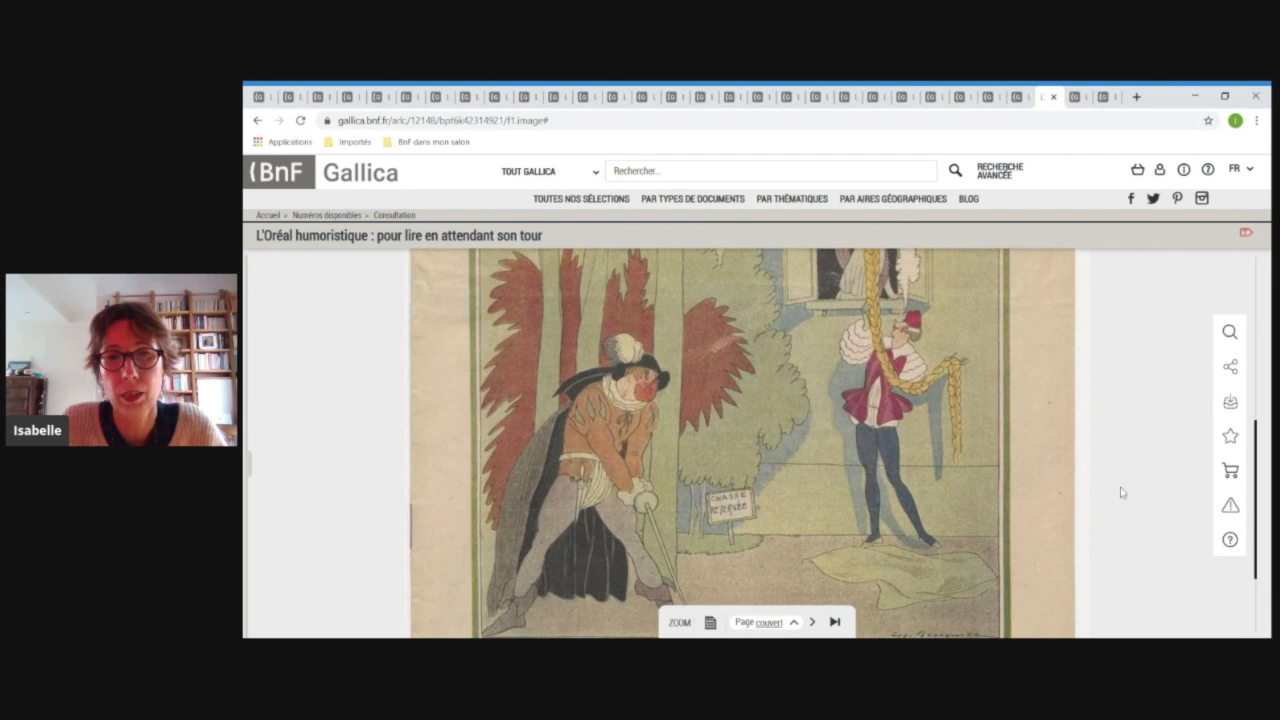 gallica.bnf.fr/ark:/12148/bpt6k42314921/f1.image#
Applications
Importés
BnF dans mon salon
BnF Gallica
TOUT GALLICA
Rechercher...
RECHERCHE
AVANCÉE
FR
TOUTES NOS SÉLECTIONS
PAR TYPES DE DOCUMENTS
PAR THÉMATIQUES
PAR AIRES GÉOGRAPHIQUES
BLOG
Accueil > Numéros disponibles > Consultation
L'Oréal humoristique : pour lire en attendant son tour
Isabelle
CHASSE
RÉSERVÉE
ZOOM
Page couvert